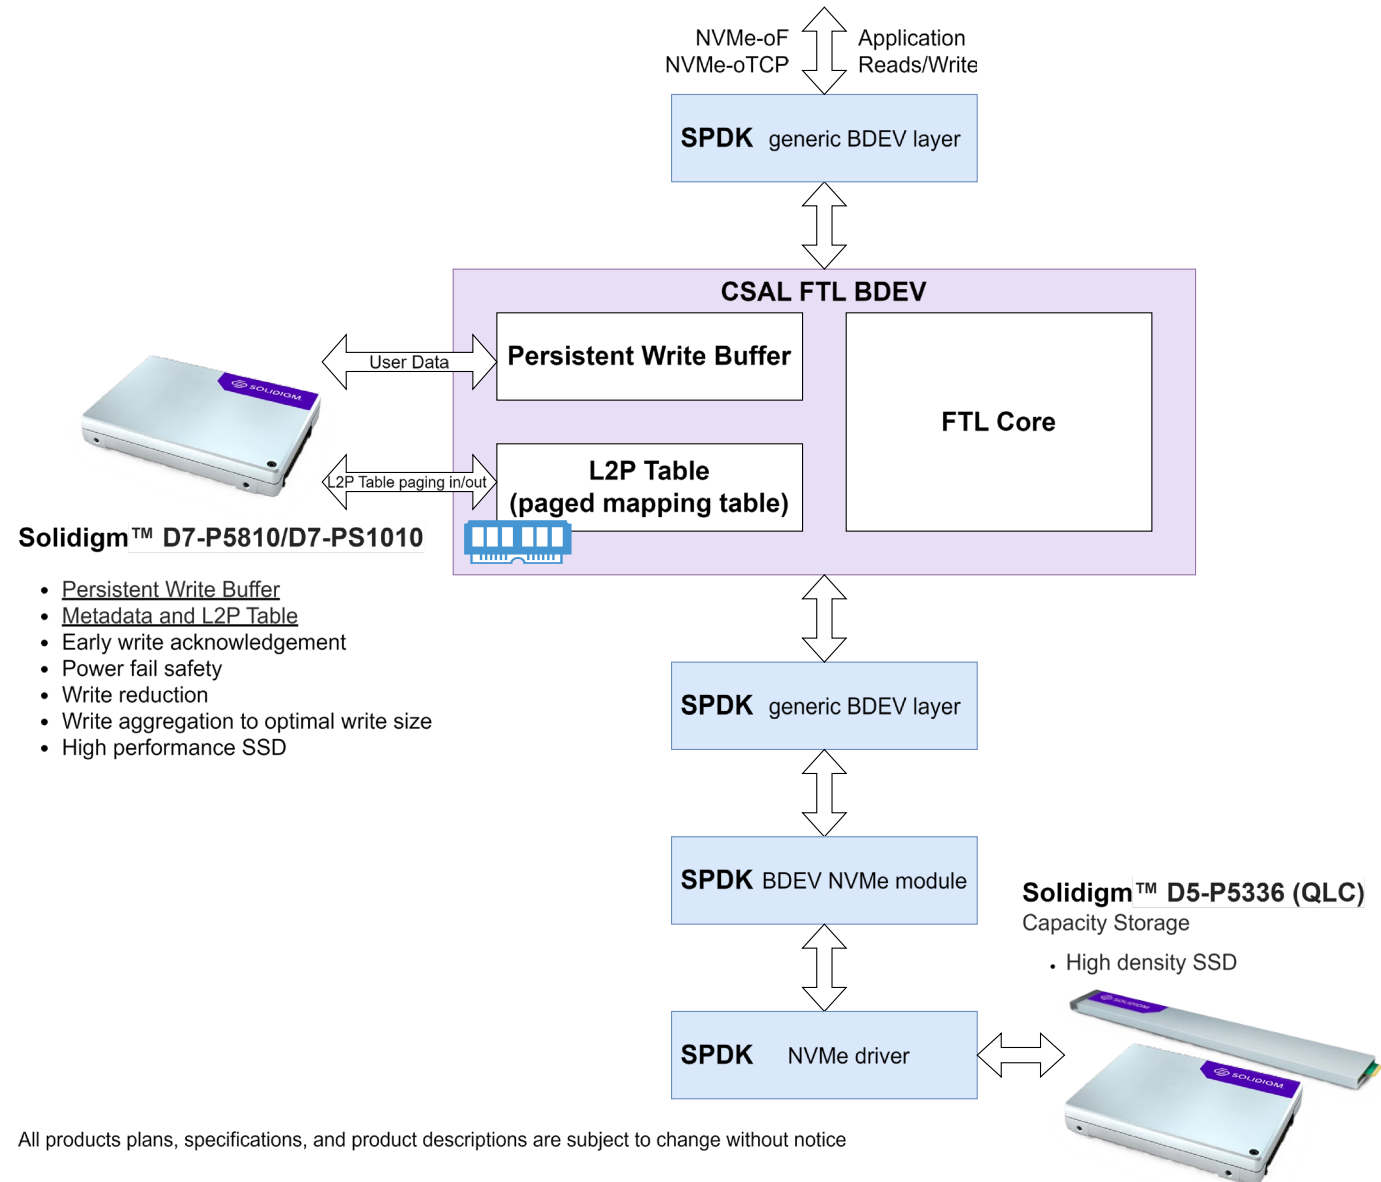 NVMe-oF
NVMe-oTCP
Application
Reads/Write
SPDK generic BDEV layer
CSAL FTL BDEV
User Data
Persistent Write Buffer
FTL Core
SOLIDIGM
L2P Table paging in/out
L2P Table
(paged mapping table)
Solidigm™ D7-P5810/D7-PS1010
• Persistent Write Buffer
• Metadata and L2P Table
• Early write acknowledgement
• Power fail safety
• Write reduction
• Write aggregation to optimal write size
• High performance SSD
SPDK generic BDEV layer
SPDK BDEV NVMe module
Solidigm™ D5-P5336 (QLC)
Capacity Storage
• High density SSD
SOLIDIGM
SPDK NVMe driver
SOLIDIGM
All products plans, specifications, and product descriptions are subject to change without notice